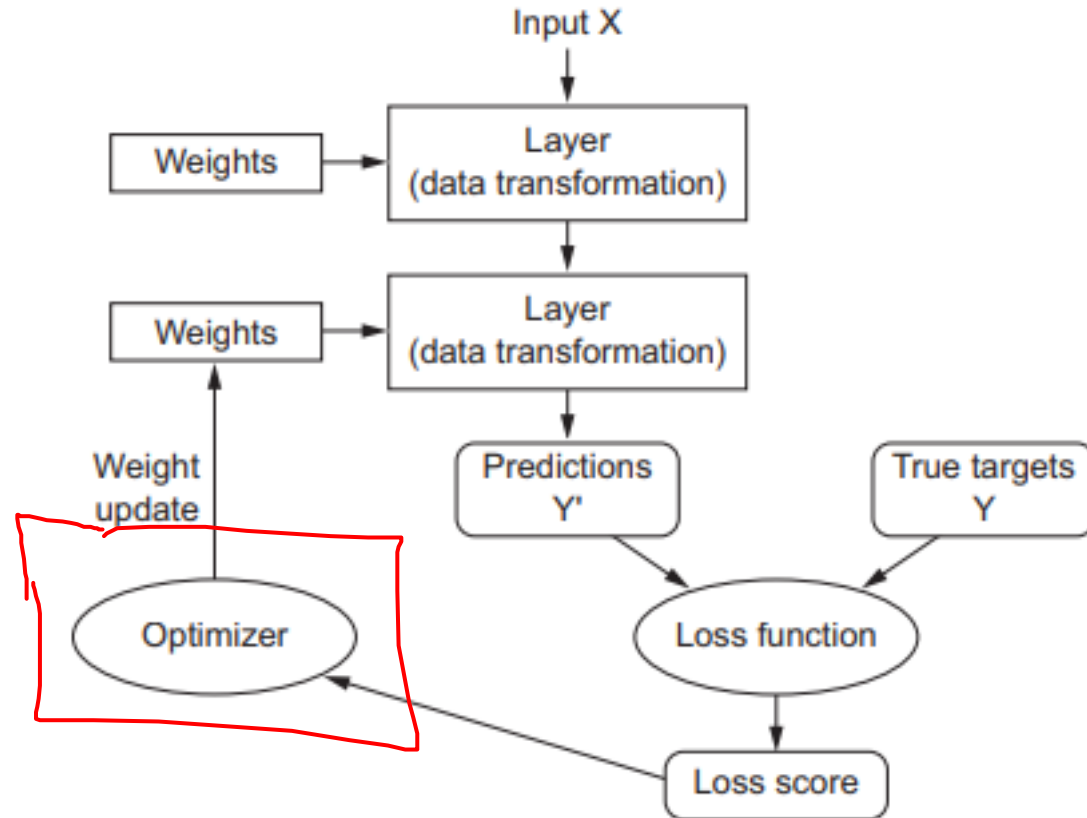 Input X
Weights
Layer
(data transformation)
Weights
Layer
(data transformation)
Weight
update
Predictions
Y'
True targets
Y
Optimizer
Loss function
Loss score